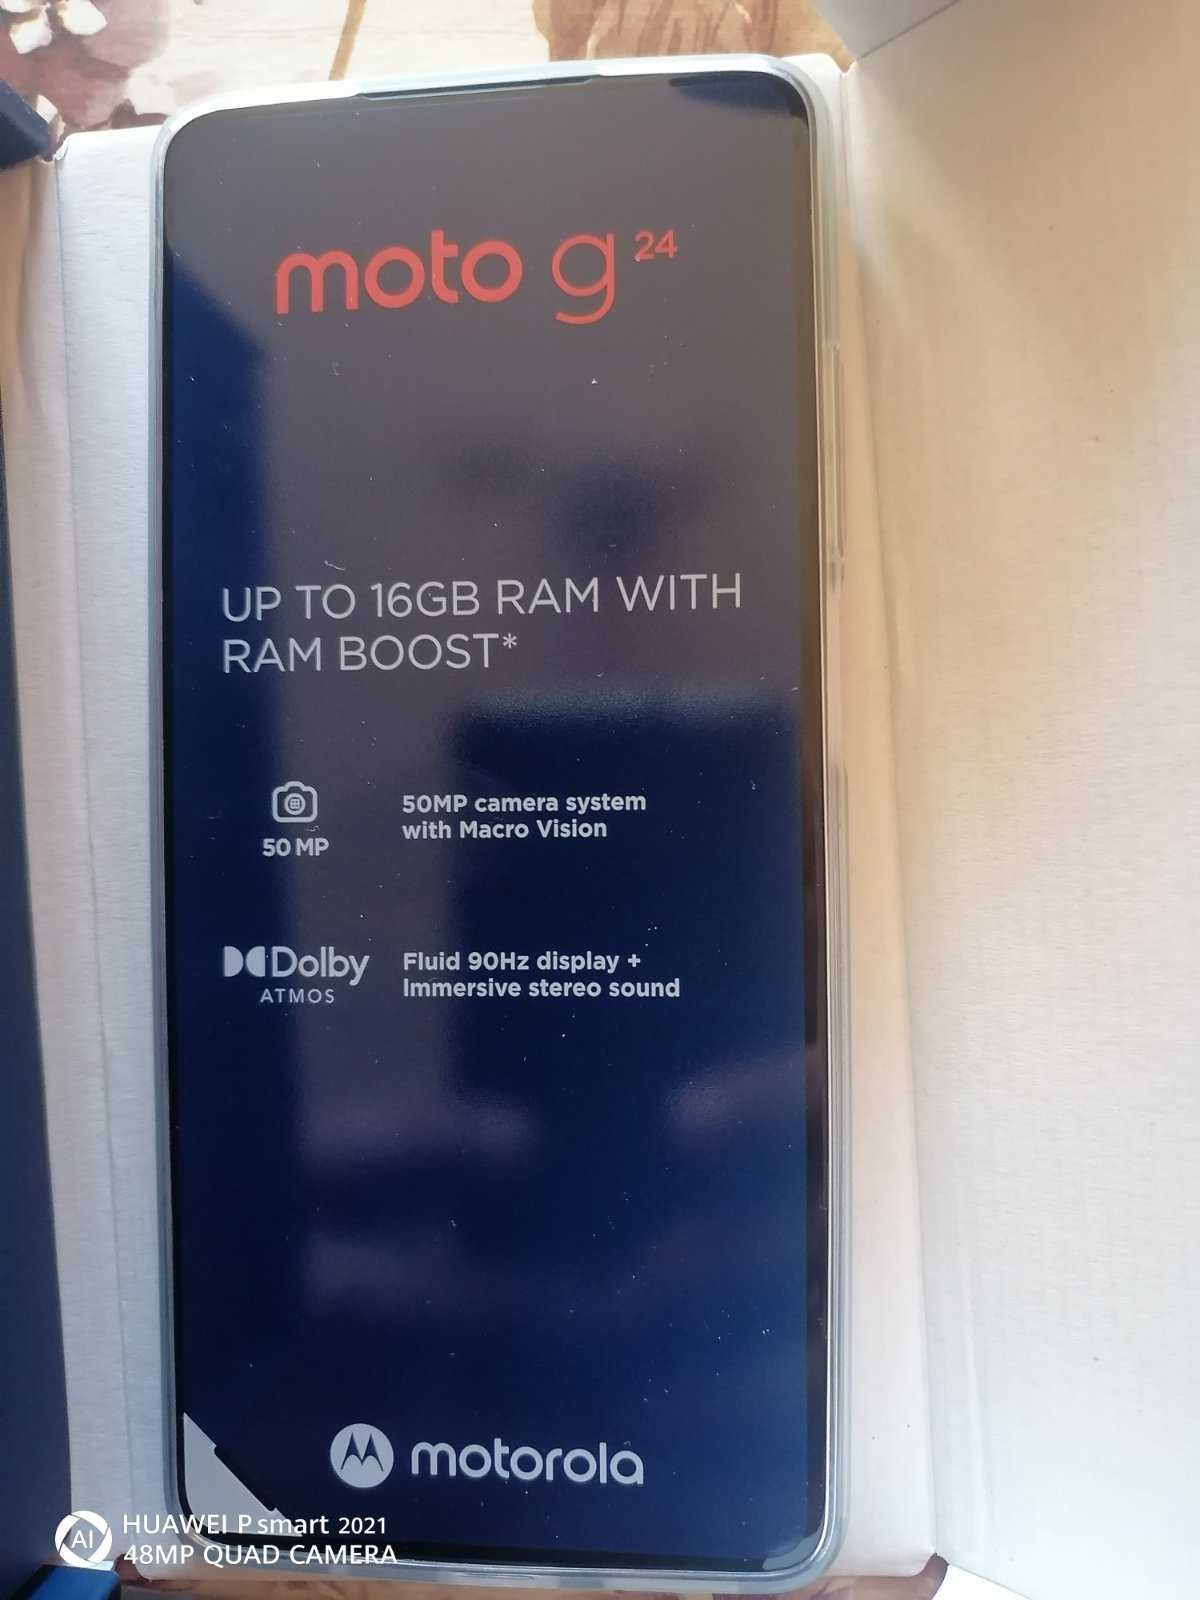 moto g 24
UP TO 16GB RAM WITH
RAM BOOST*
50 MP
50MP camera system
with Macro Vision
Dolby
ATMOS
Fluid 90Hz display +
Immersive stereo sound
motorola
AI
HUAWEI P smart 2021
48MP QUAD CAMERA